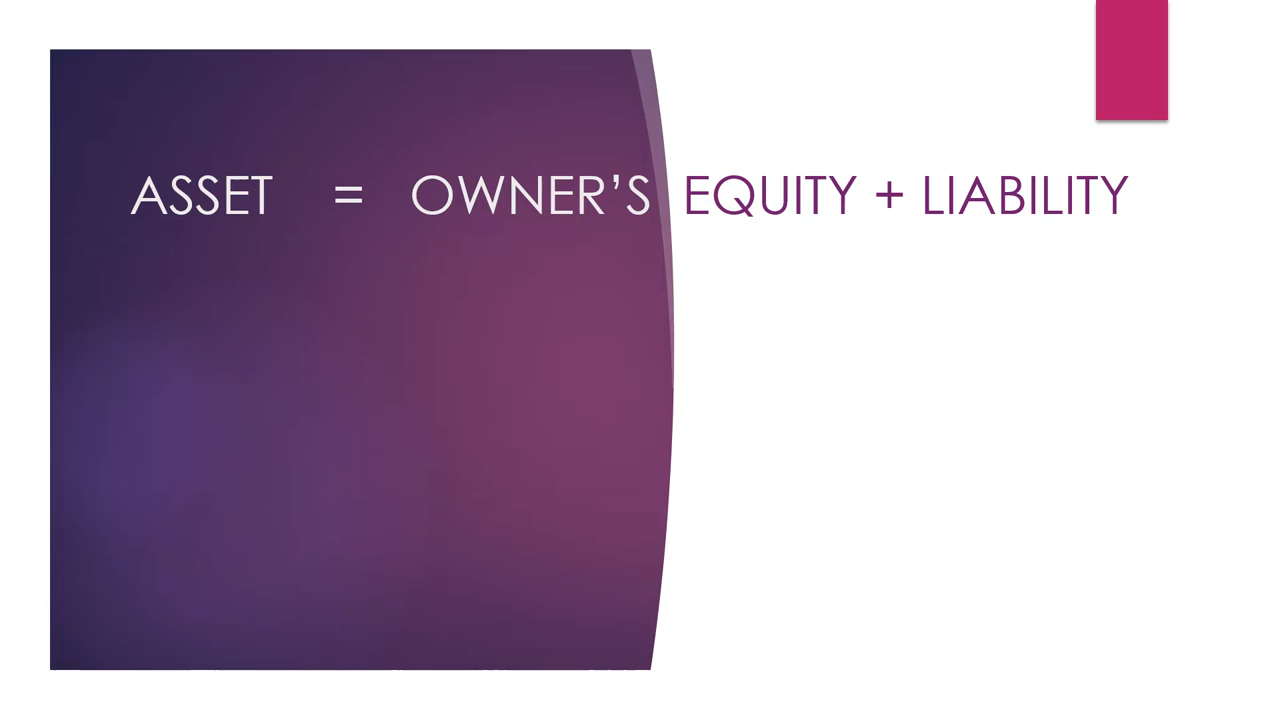 ASSET = OWNER’S EQUITY + LIABILITY